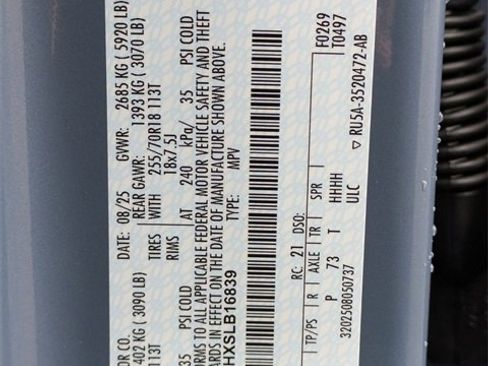 DATE: 08/25 GVWR: 2685 KG ( 5920 LB)
OR CO.
402 KG ( 3090 LB) REAR GAWR: 1393 KG ( 3070 LB)
113T TIRES WITH 255/70R18 113T
RIMS 18x7.5J
35 PSI COLD AT 240 kPa/ 35 PSI COLD
RMS TO ALL APPLICABLE FEDERAL MOTOR VEHICLE SAFETY AND THEFT
ARDS IN EFFECT ON THE DATE OF MANUFACTURE SHOWN ABOVE.
HXSLB16839 TYPE: MPV
F0269
RC: 21 DSO: T0497
TP/PS R AXLE TR SPR
P 73 T HHHH
3202508050737 ULC
▽ RU5A-3520472-AB